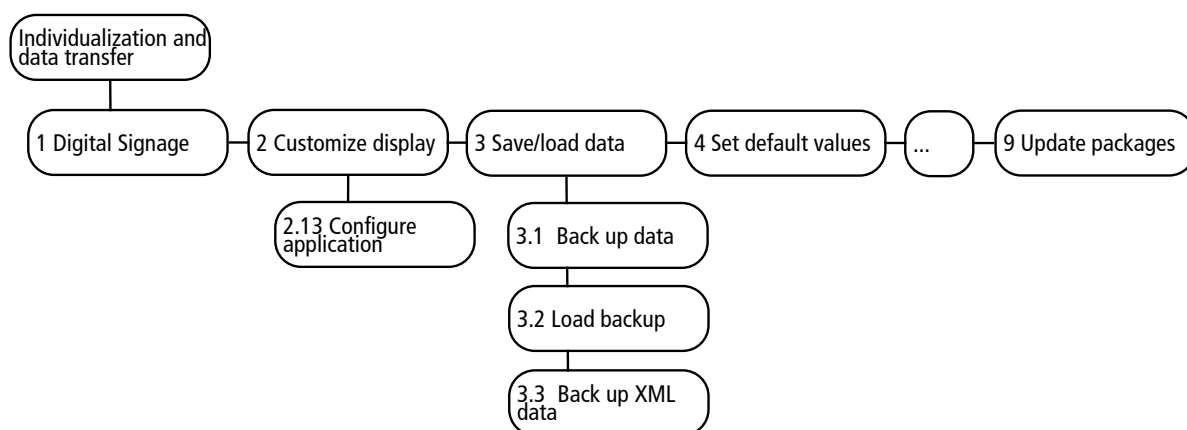 Individualization and
data transfer
1 Digital Signage
2 Customize display
3 Save/load data
4 Set default values
...
9 Update packages
2.13 Configure
application
3.1 Back up data
3.2 Load backup
3.3 Back up XML
data